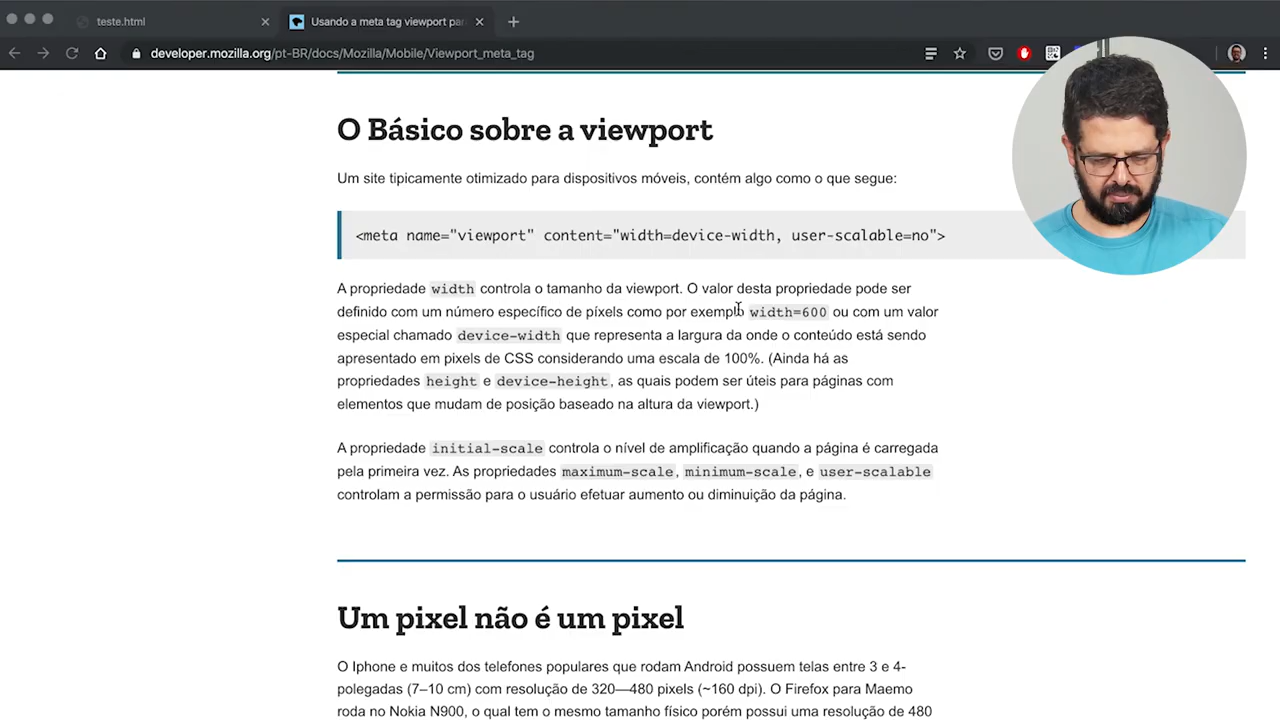 teste.html
Usando a meta tag viewport par
developer.mozilla.org/pt-BR/docs/Mozilla/Mobile/Viewport_meta_tag
O Básico sobre a viewport
Um site tipicamente otimizado para dispositivos móveis, contém algo como o que segue:
<meta name="viewport" content="width=device-width, user-scalable=no">
A propriedade width controla o tamanho da viewport. O valor desta propriedade pode ser
definido com um número específico de píxels como por exemplo width=600 ou com um valor
especial chamado device-width que representa a largura da onde o conteúdo está sendo
apresentado em pixels de CSS considerando uma escala de 100%. (Ainda há as
propriedades height e device-height, as quais podem ser úteis para páginas com
elementos que mudam de posição baseado na altura da viewport.)
A propriedade initial-scale controla o nível de amplificação quando a página é carregada
pela primeira vez. As propriedades maximum-scale, minimum-scale, e user-scalable
controlam a permissão para o usuário efetuar aumento ou diminuição da página.
Um pixel não é um pixel
O Iphone e muitos dos telefones populares que rodam Android possuem telas entre 3 e 4-
polegadas (7–10 cm) com resolução de 320—480 pixels (~160 dpi). O Firefox para Maemo
roda no Nokia N900, o qual tem o mesmo tamanho físico porém possui uma resolução de 480